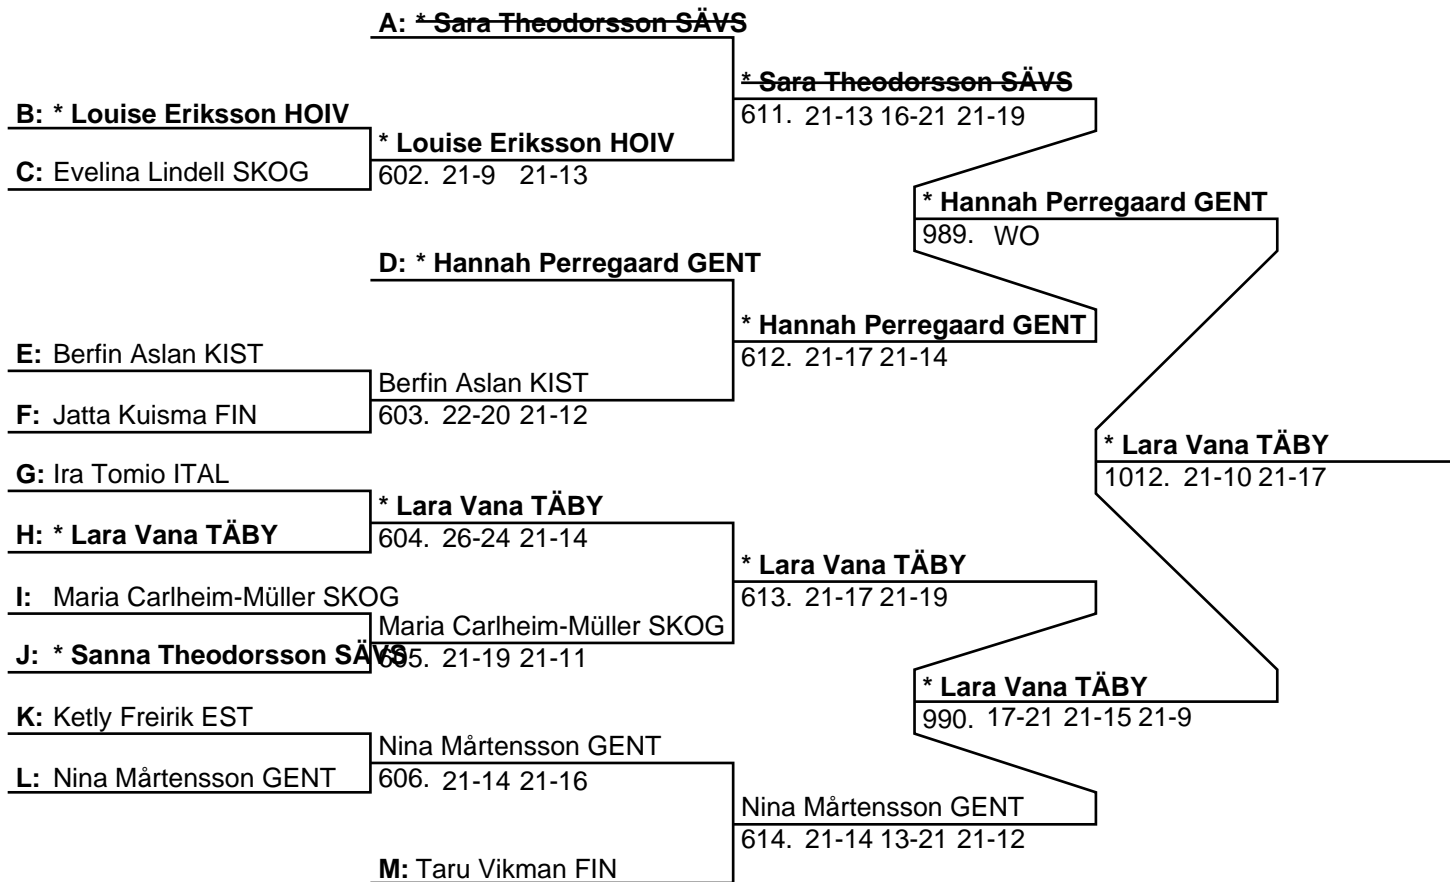 A: * Sara Theodorsson SÄVS
* Sara Theodorsson SÄVS
B: * Louise Eriksson HOIV
611. 21-13 16-21 21-19
* Louise Eriksson HOIV
C: Evelina Lindell SKOG
602. 21-9 21-13
* Hannah Perregaard GENT
989. WO
D: * Hannah Perregaard GENT
* Hannah Perregaard GENT
E: Berfin Aslan KIST
612. 21-17 21-14
Berfin Aslan KIST
F: Jatta Kuisma FIN
603. 22-20 21-12
* Lara Vana TÄBY
G: Ira Tomio ITAL
1012. 21-10 21-17
* Lara Vana TÄBY
H: * Lara Vana TÄBY
604. 26-24 21-14
* Lara Vana TÄBY
I: Maria Carlheim-Müller SKOG
613. 21-17 21-19
Maria Carlheim-Müller SKOG
J: * Sanna Theodorsson SÄVS
605. 21-19 21-11
* Lara Vana TÄBY
K: Ketly Freirik EST
990. 17-21 21-15 21-9
Nina Mårtensson GENT
L: Nina Mårtensson GENT
606. 21-14 21-16
Nina Mårtensson GENT
614. 21-14 13-21 21-12
M: Taru Vikman FIN